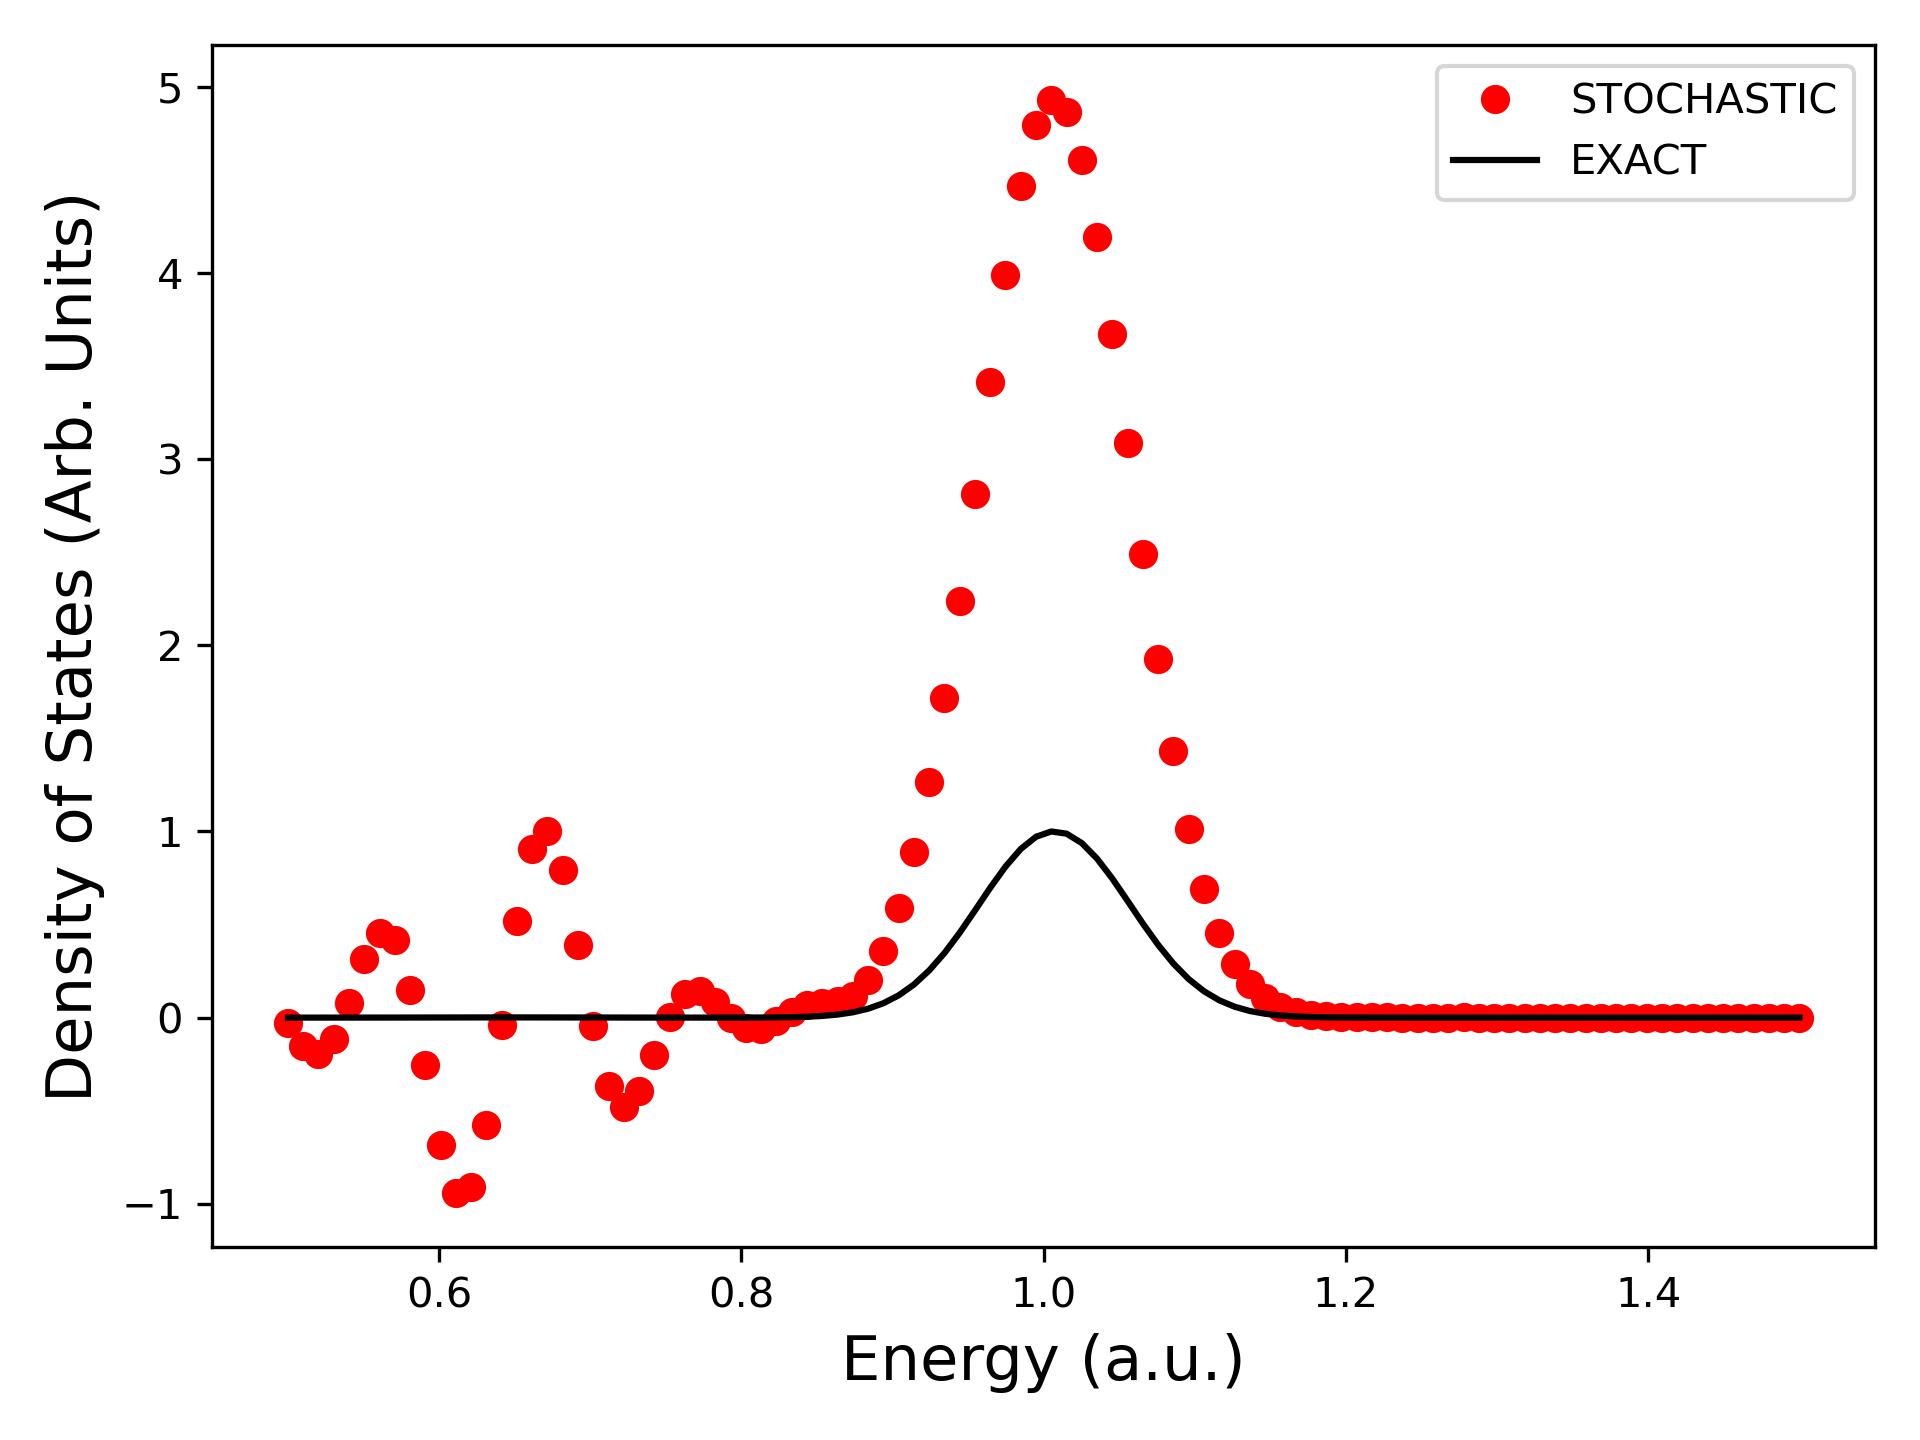 STOCHASTIC
EXACT
Density of States (Arb. Units)
5
4
3
2
1
0
−1
0.6 0.8 1.0 1.2 1.4
Energy (a.u.)